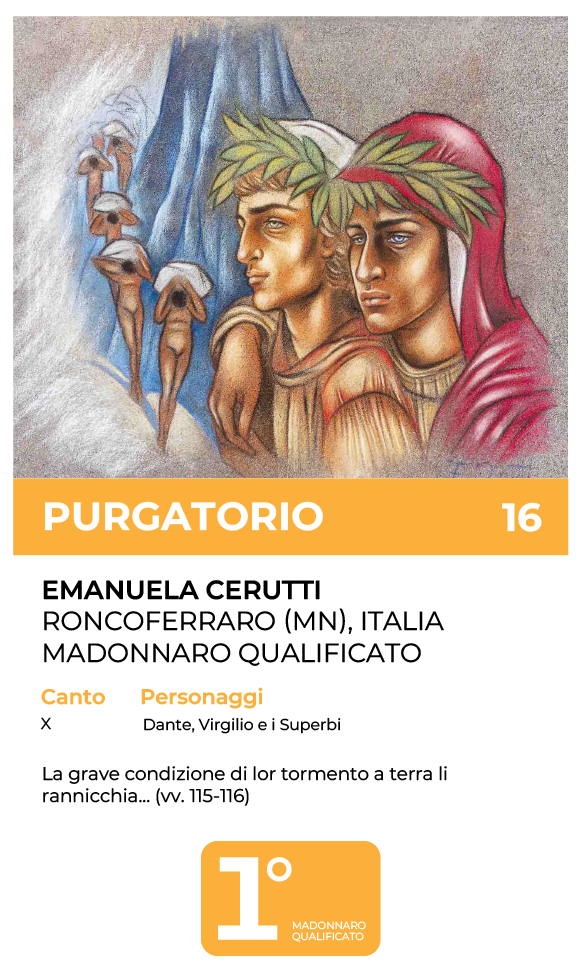 PURGATORIO 16
EMANUELA CERUTTI
RONCOFERRARO (MN), ITALIA
MADONNARO QUALIFICATO
Canto Personaggi
X Dante, Virgilio e i Superbi
La grave condizione di lor tormento a terra li
rannicchia... (vv. 115-116)
1°
MADONNARO
QUALIFICATO